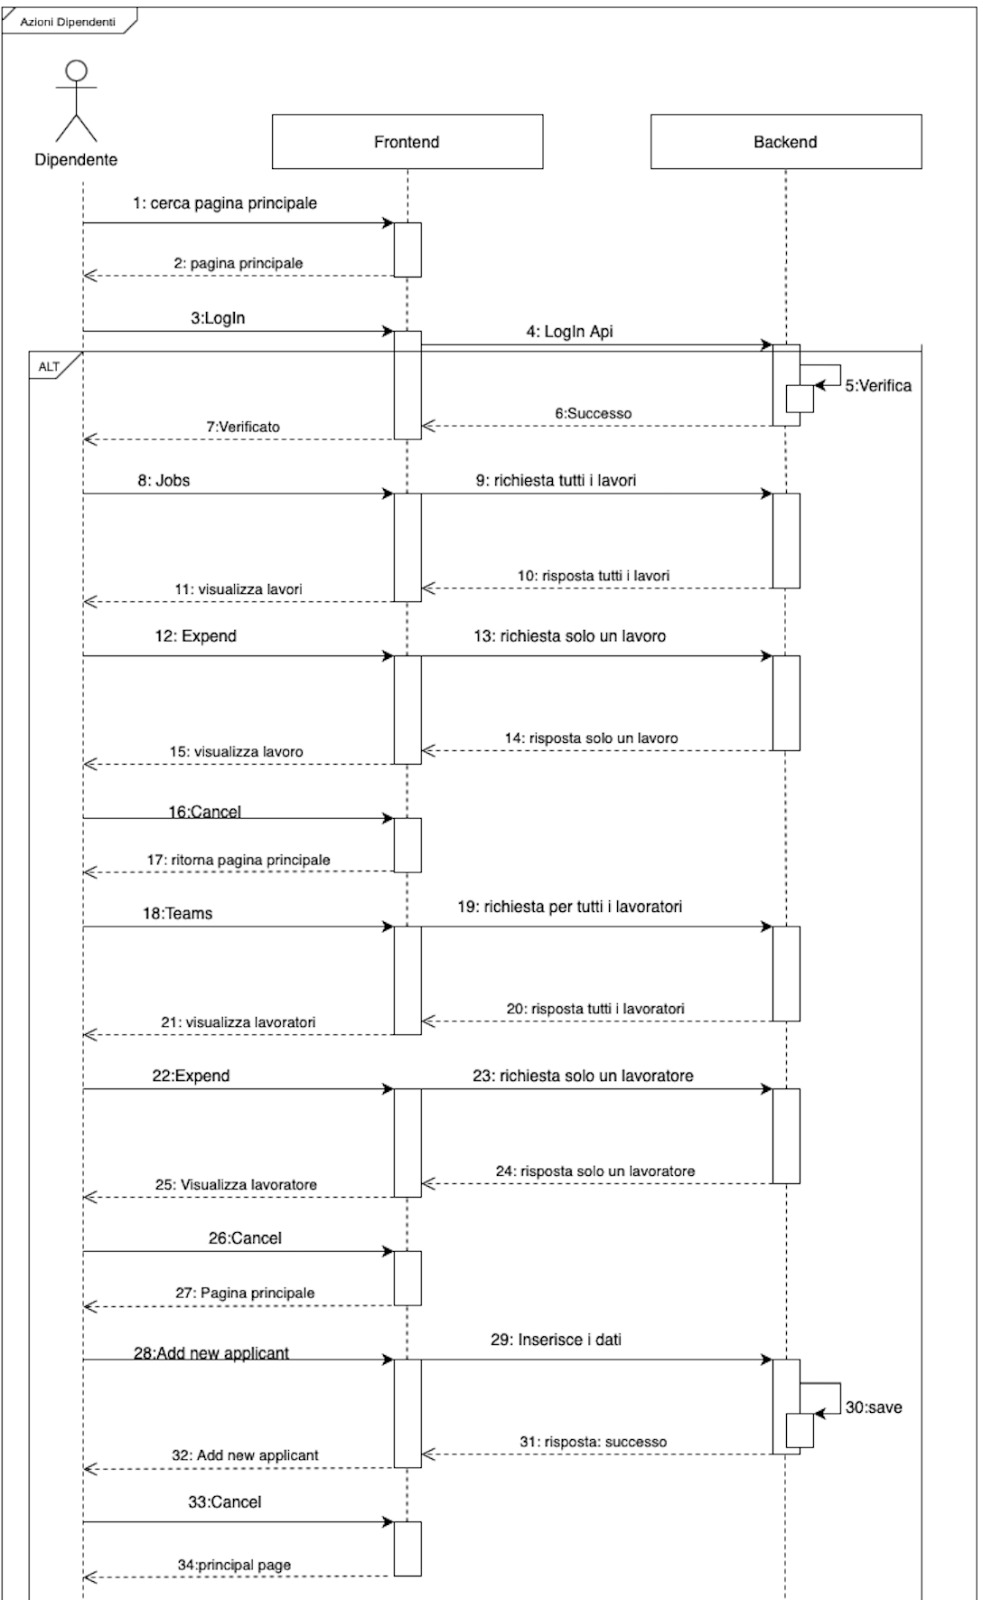 Azioni Dipendenti
Dipendente
Frontend
Backend
1: cerca pagina principale
2: pagina principale
3:LogIn
4: LogIn Api
ALT
5:Verifica
6:Successo
7:Verificato
8: Jobs
9: richiesta tutti i lavori
10: risposta tutti i lavori
11: visualizza lavori
12: Expend
13: richiesta solo un lavoro
14: risposta solo un lavoro
15: visualizza lavoro
16:Cancel
17: ritorna pagina principale
18:Teams
19: richiesta per tutti i lavoratori
20: risposta tutti i lavoratori
21: visualizza lavoratori
22:Expend
23: richiesta solo un lavoratore
24: risposta solo un lavoratore
25: Visualizza lavoratore
26:Cancel
27: Pagina principale
28:Add new applicant
29: Inserisce i dati
30:save
31: risposta: successo
32: Add new applicant
33:Cancel
34:principal page